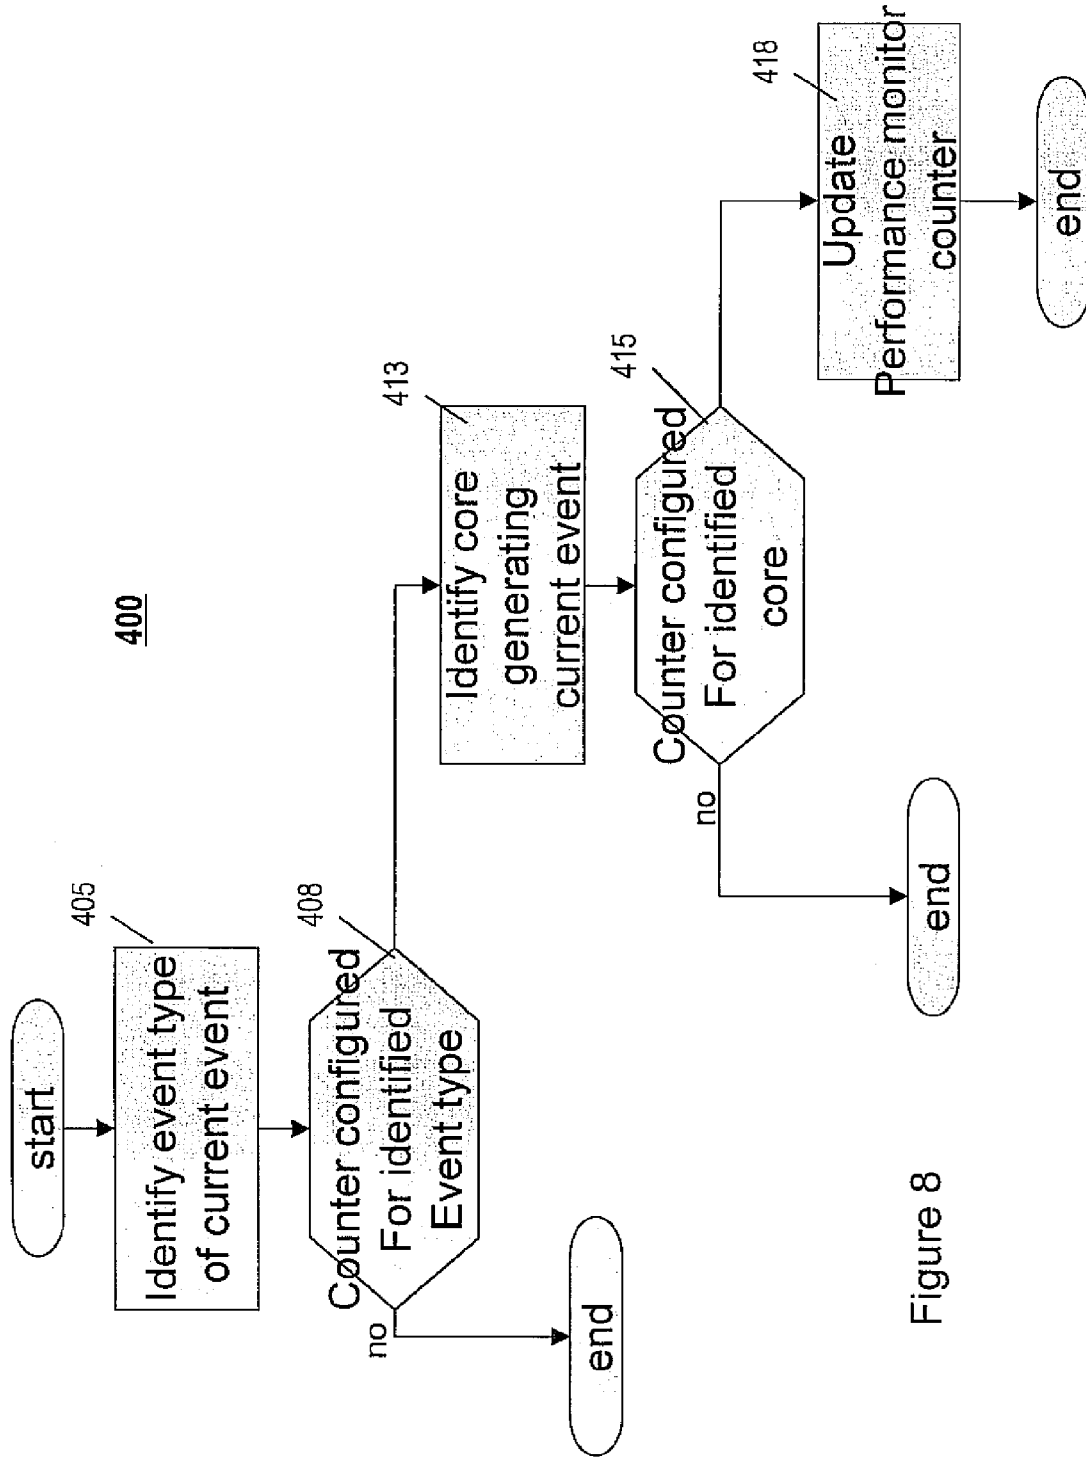 400
start
405
Identify event type
of current event
408
Counter configured
For identified
Event type
no
end
413
Identify core
generating
current event
415
Counter configured
For identified
core
no
end
418
Update
Performance monitor
counter
end
Figure 8